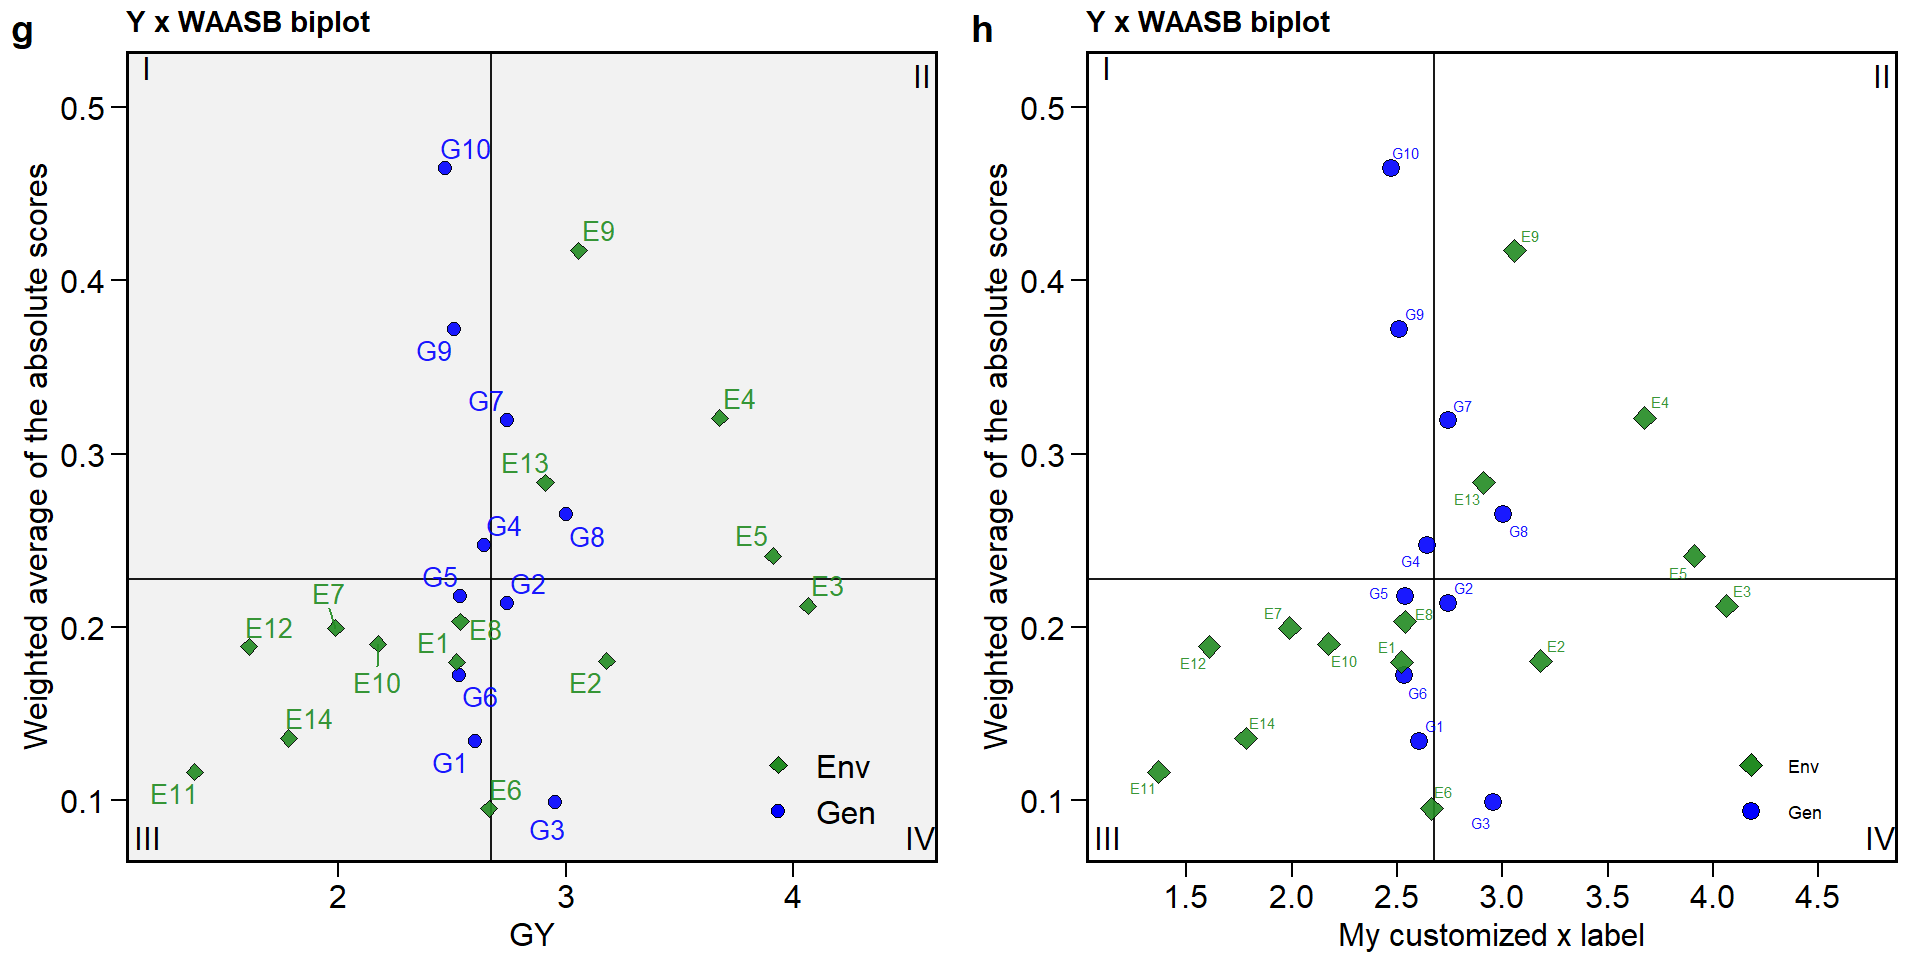 g
Y x WAASB biplot
I
II
0.5
G10
E9
0.4
G9
G7
E4
E13
0.3
G4
G8
E5
G5
G2
E3
E7
E12
0.2
E8
E1
E10
E2
G6
E14
G1
Env
E11
E6
0.1
Gen
G3
III
IV
2
3
4
GY
Weighted average of the absolute scores
h
Y x WAASB biplot
I
II
0.5
G10
E9
0.4
G9
G7
E4
E13
0.3
G8
G4
E5
G5
G2
E3
E7
E8
0.2
E1
E2
E12
E10
G6
E14
G1
Env
E11
E6
0.1
Gen
G3
III
IV
1.5
2.0
2.5
3.0
3.5
4.0
4.5
My customized x label
Weighted average of the absolute scores